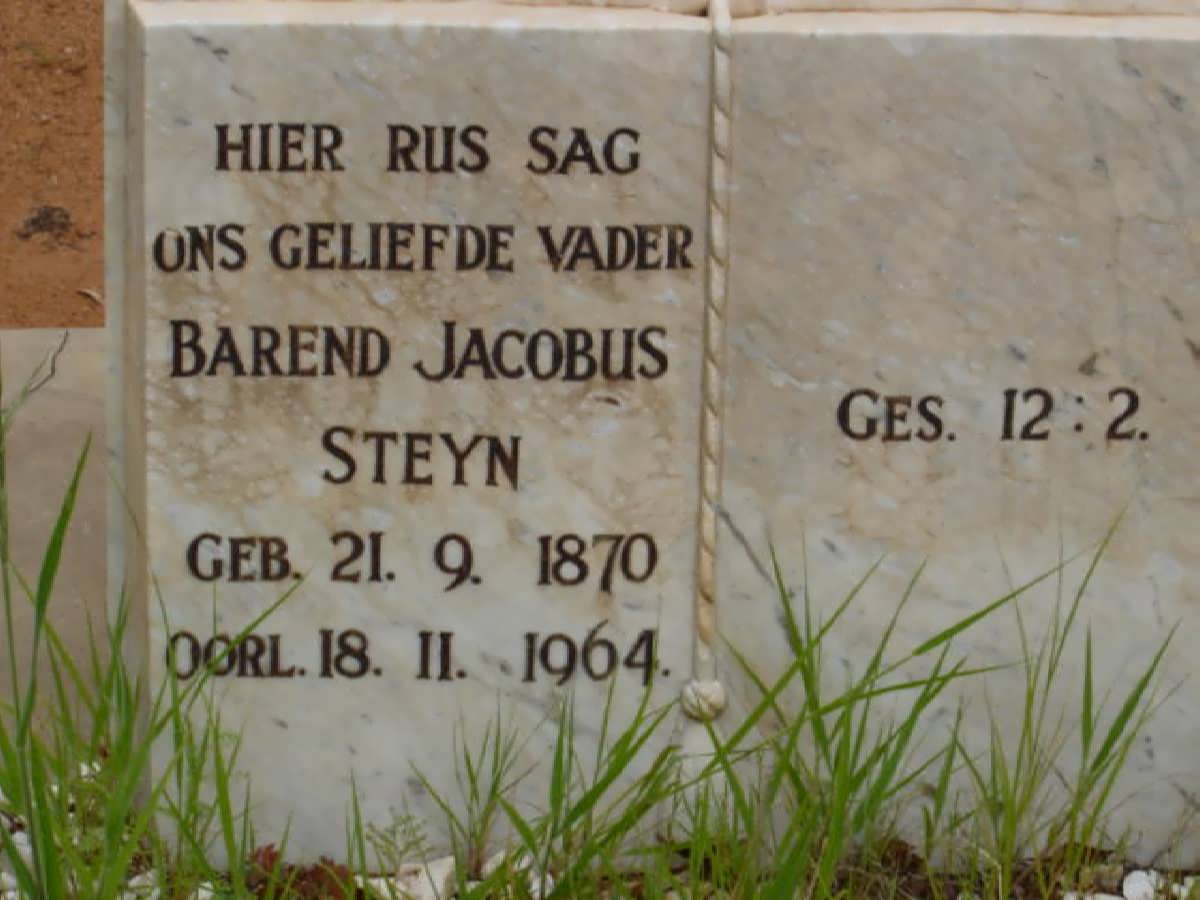 HIER RUS SAG
ONS GELIEFDE VADER
BAREND JACOBUS
STEYN
GEB. 21. 9. 1870
OORL. 18. 11. 1964.
GES. 12 : 2.